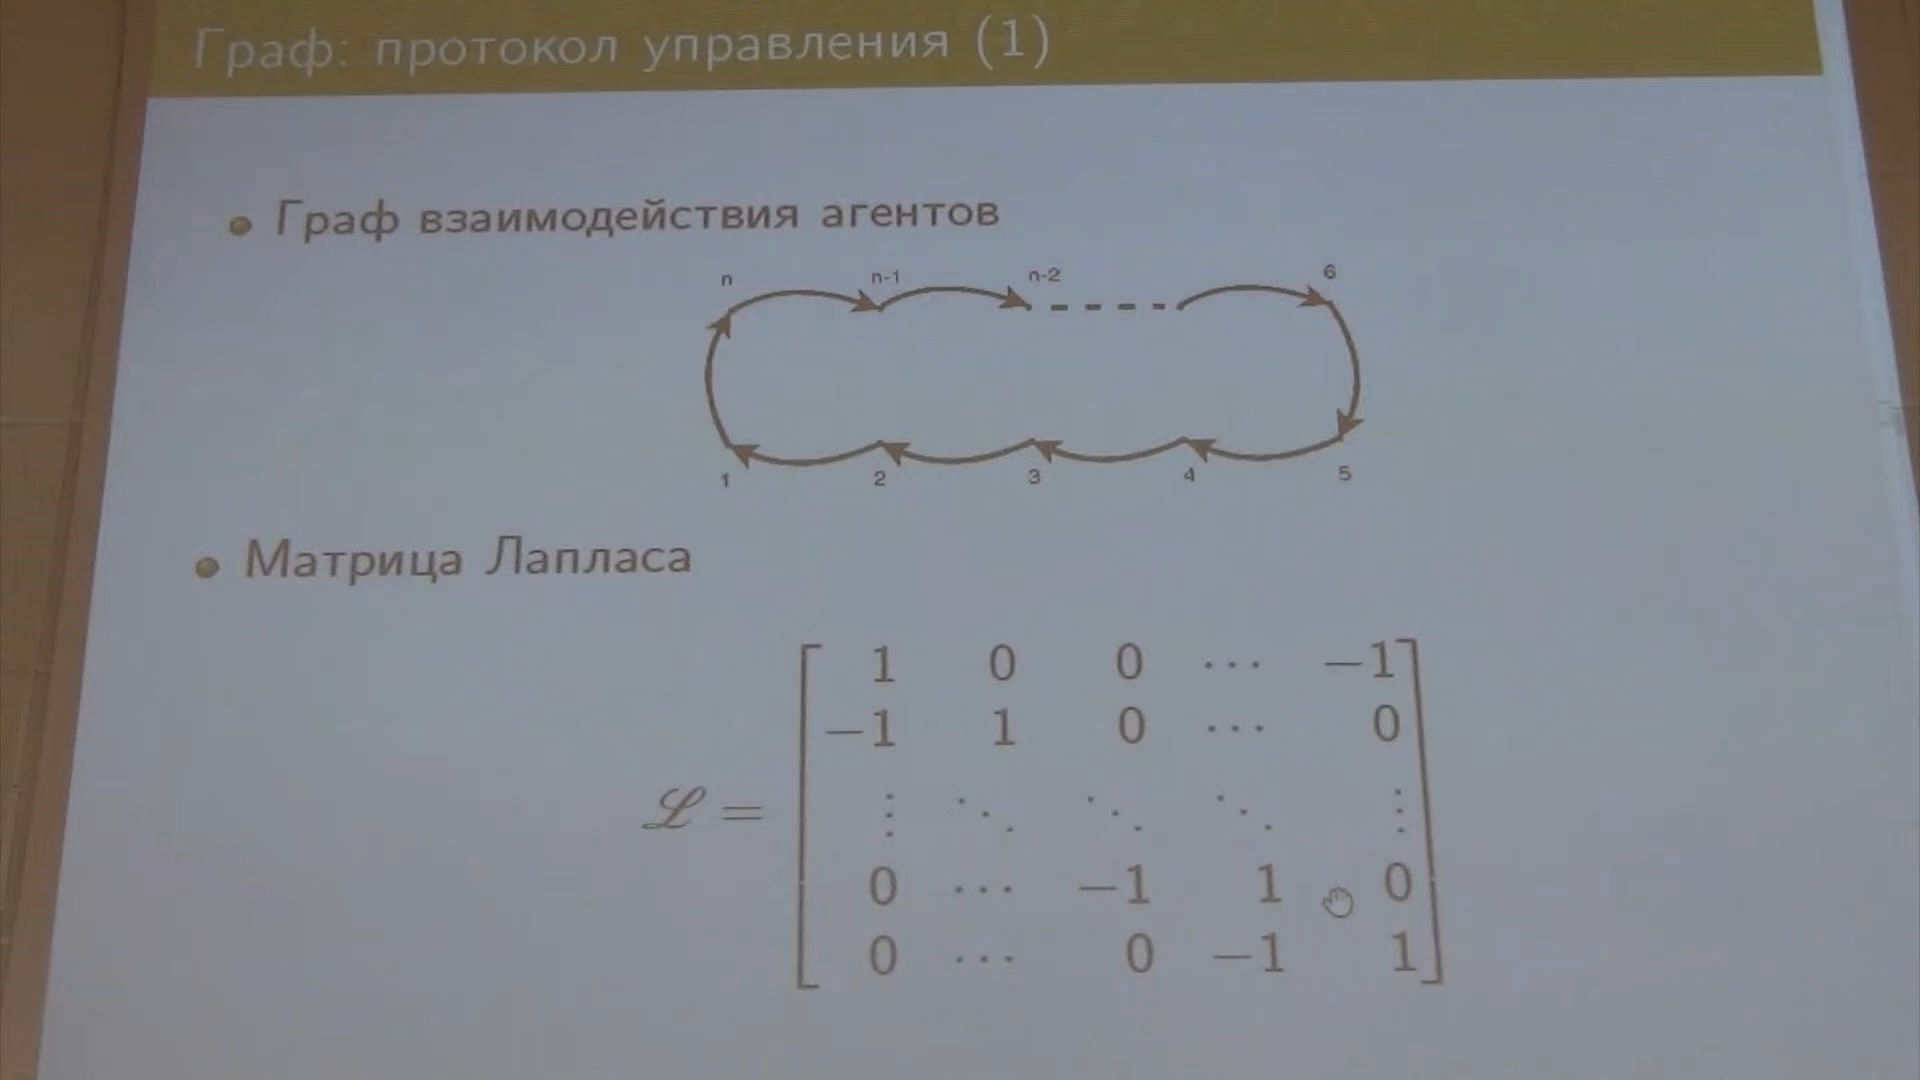 Граф: протокол управления (1)
Граф взаимодействия агентов
n n-1 n-2 6
1 2 3 4 5
Матрица Лапласа
1 0 0 ⋯ −1
−1 1 0 ⋯ 0
ℒ = ⋮ ⋱ ⋱ ⋱ ⋮
0 ⋯ −1 1 0
0 ⋯ 0 −1 1